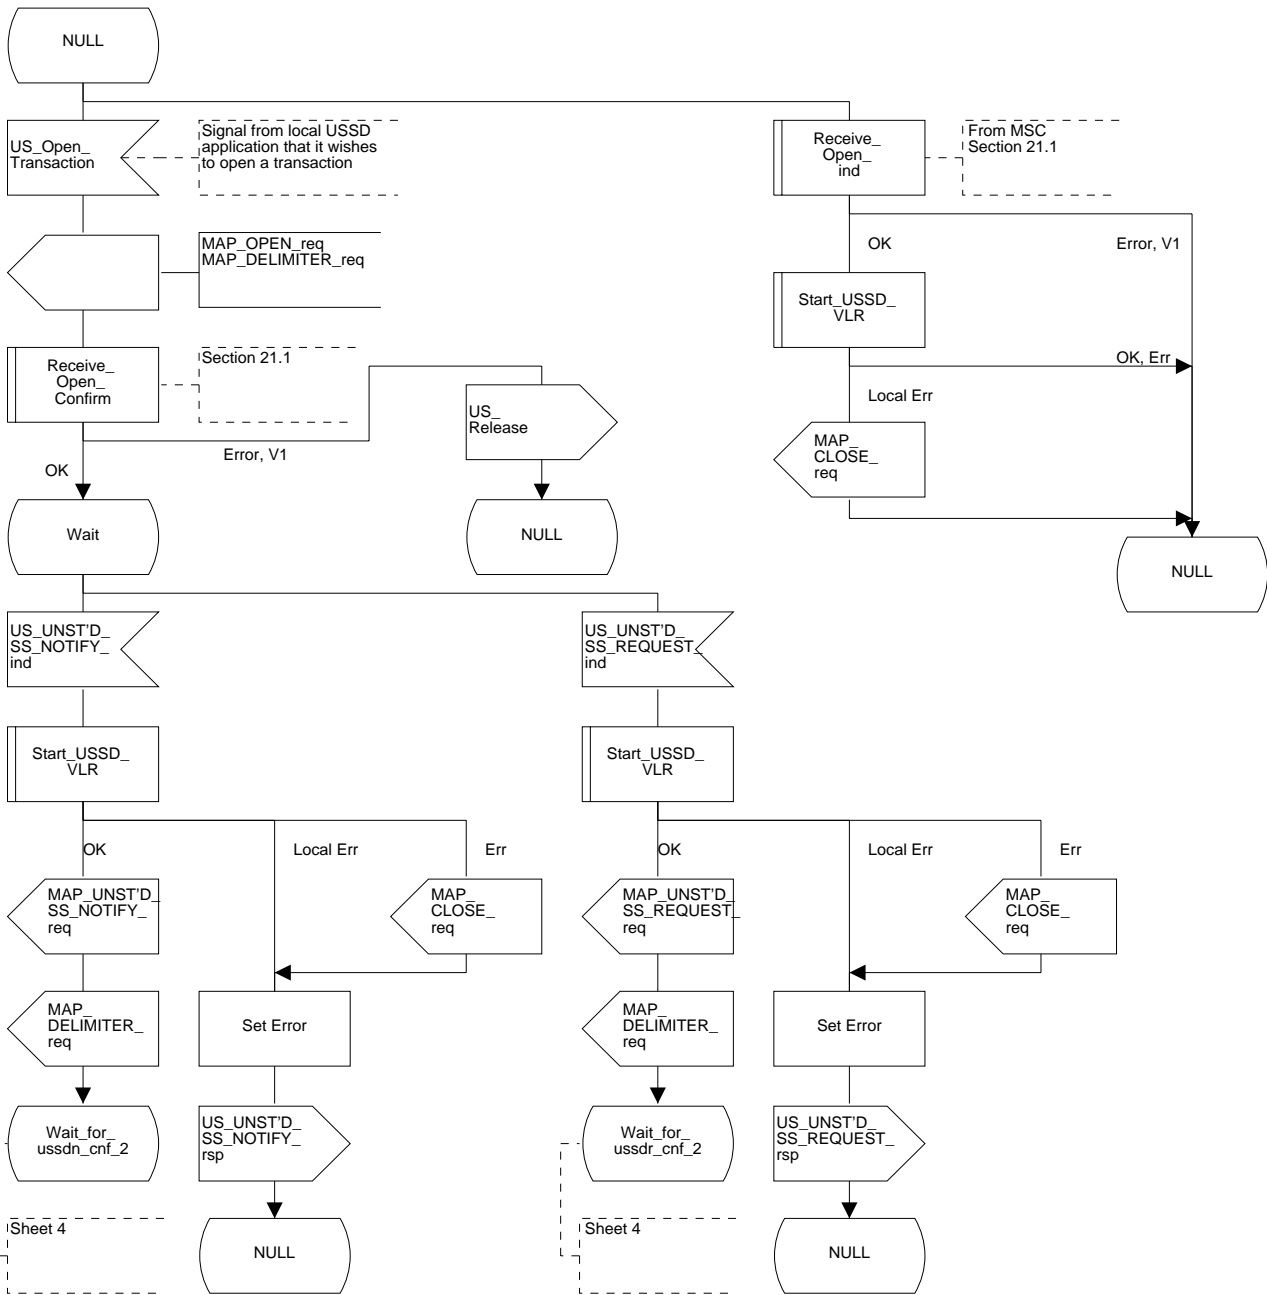 NULL
US_Open_
Transaction
Signal from local USSD
application that it wishes
to open a transaction
Receive_
Open_
ind
From MSC
Section 21.1
MAP_OPEN_req
MAP_DELIMITER_req
OK
Error, V1
Start_USSD_
VLR
Receive_
Open_
Confirm
Section 21.1
OK, Err
US_
Release
Local Err
Error, V1
MAP_
CLOSE_
req
OK
Wait
NULL
NULL
US_UNST'D_
SS_NOTIFY_
ind
US_UNST'D_
SS_REQUEST_
ind
Start_USSD_
VLR
Start_USSD_
VLR
OK
Local Err
Err
OK
Local Err
Err
MAP_UNST'D_
SS_NOTIFY_
req
MAP_
CLOSE_
req
MAP_UNST'D_
SS_REQUEST_
req
MAP_
CLOSE_
req
MAP_
DELIMITER_
req
Set Error
MAP_
DELIMITER_
req
Set Error
Wait_for_
ussdn_cnf_2
US_UNST'D_
SS_NOTIFY_
rsp
Wait_for_
ussdr_cnf_2
US_UNST'D_
SS_REQUEST_
rsp
Sheet 4
NULL
Sheet 4
NULL